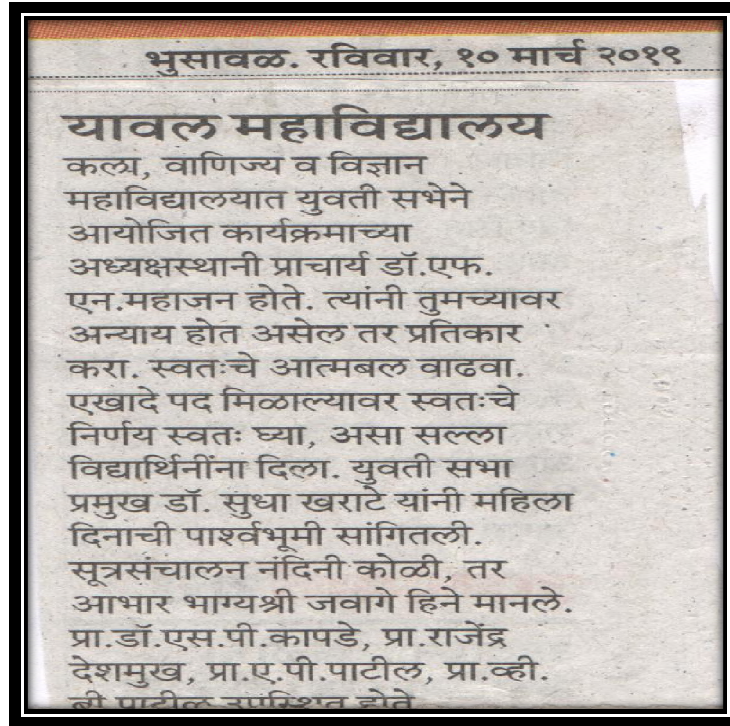 भुसावळ. रविवार, १० मार्च २०१९
यावल महाविद्यालय
कला, वाणिज्य व विज्ञान
महाविद्यालयात युवती सभेने
आयोजित कार्यक्रमाच्या
अध्यक्षस्थानी प्राचार्य डॉ.एफ.
एन.महाजन होते. त्यांनी तुमच्यावर
अन्याय होत असेल तर प्रतिकार
करा. स्वतःचे आत्मबल वाढवा.
एखादे पद मिळाल्यावर स्वतःचे
निर्णय स्वतः घ्या, असा सल्ला
विद्यार्थिनींना दिला. युवती सभा
प्रमुख डॉ. सुधा खराटे यांनी महिला
दिनाची पार्श्वभूमी सांगितली.
सूत्रसंचालन नंदिनी कोळी, तर
आभार भाग्यश्री जवागे हिने मानले.
प्रा.डॉ.एस.पी.कापडे, प्रा.राजेंद्र
देशमुख, प्रा.ए.पी.पाटील, प्रा.व्ही.
बी पाटील उपस्थित होते